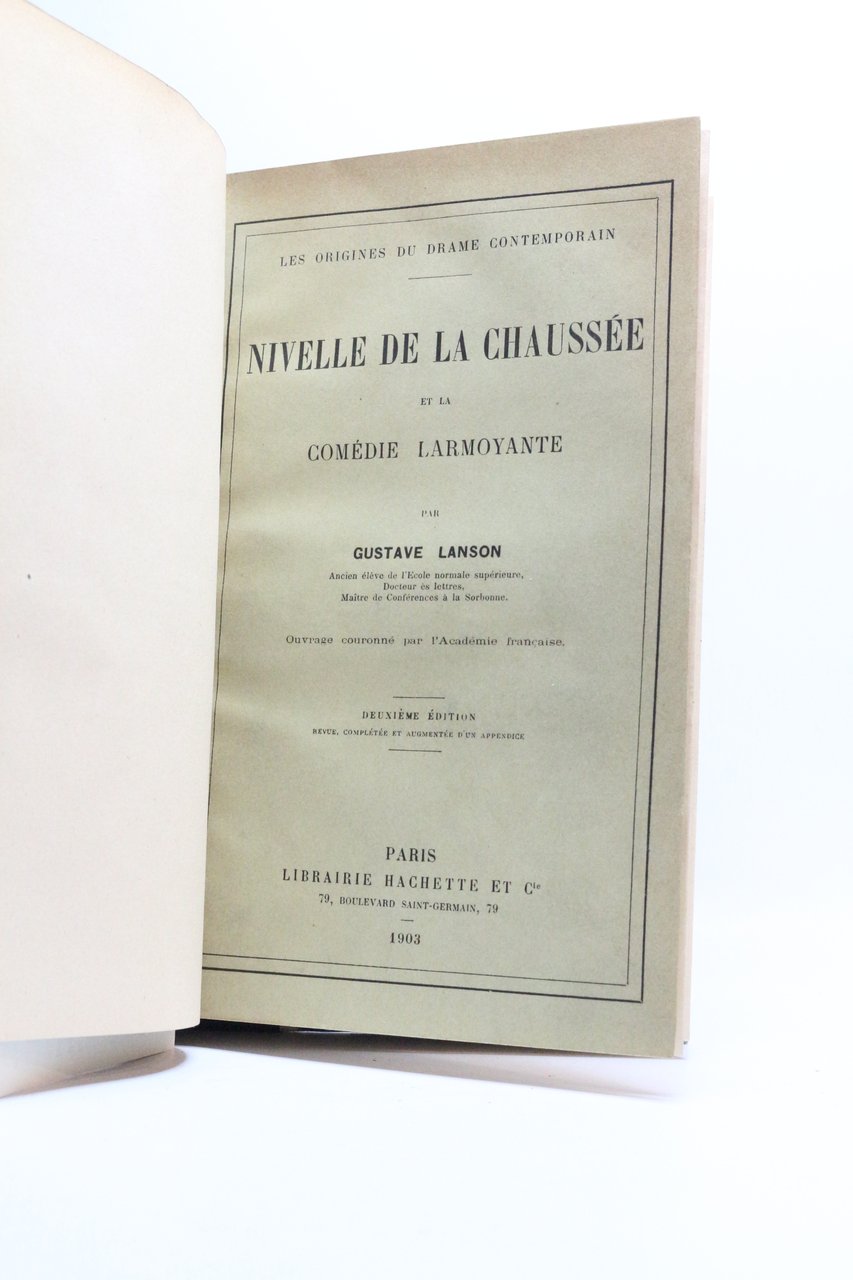 LES ORIGINES DU DRAME CONTEMPORAIN
NIVELLE DE LA CHAUSSÉE
ET LA
COMÉDIE LARMOYANTE
PAR
GUSTAVE LANSON
Ancien élève de l'Ecole normale supérieure,
Docteur ès lettres,
Maître de Conférences à la Sorbonne.
Ouvrage couronné par l'Académie française.
DEUXIÈME ÉDITION
REVUE, COMPLÉTÉE ET AUGMENTÉE D'UN APPENDICE
PARIS
LIBRAIRIE HACHETTE ET Cie
79, BOULEVARD SAINT-GERMAIN, 79
1903